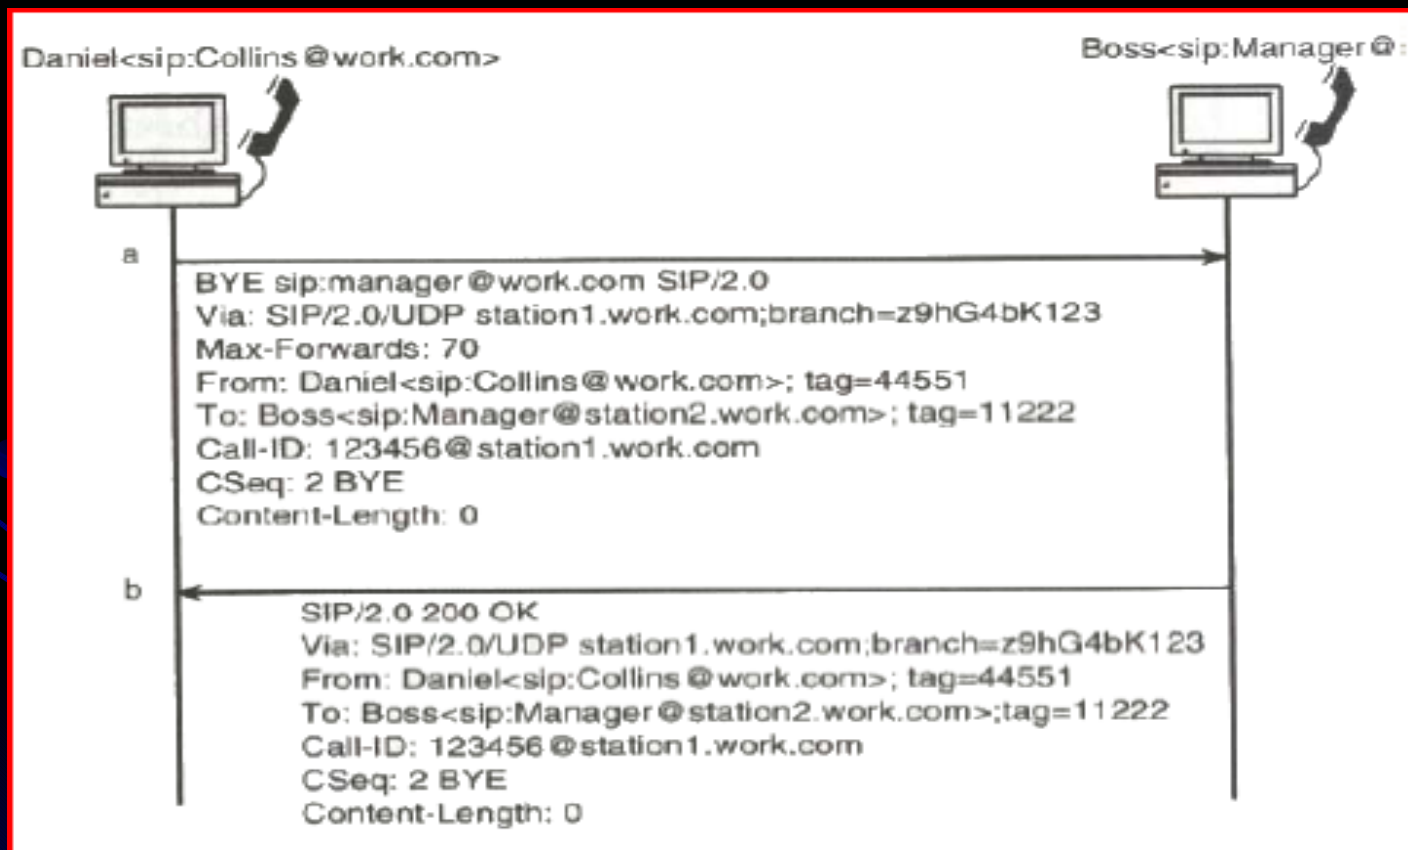 Daniel<sip:Collins@work.com>
Boss<sip:Manager@
a
BYE sip:manager@work.com SIP/2.0
Via: SIP/2.0/UDP station1.work.com;branch=z9hG4bK123
Max-Forwards: 70
From: Daniel<sip:Collins@work.com>; tag=44551
To: Boss<sip:Manager@station2.work.com>; tag=11222
Call-ID: 123456@station1.work.com
CSeq: 2 BYE
Content-Length: 0
b
SIP/2.0 200 OK
Via: SIP/2.0/UDP station1.work.com;branch=z9hG4bK123
From: Daniel<sip:Collins@work.com>; tag=44551
To: Boss<sip:Manager@station2.work.com>;tag=11222
Call-ID: 123456@station1.work.com
CSeq: 2 BYE
Content-Length: 0